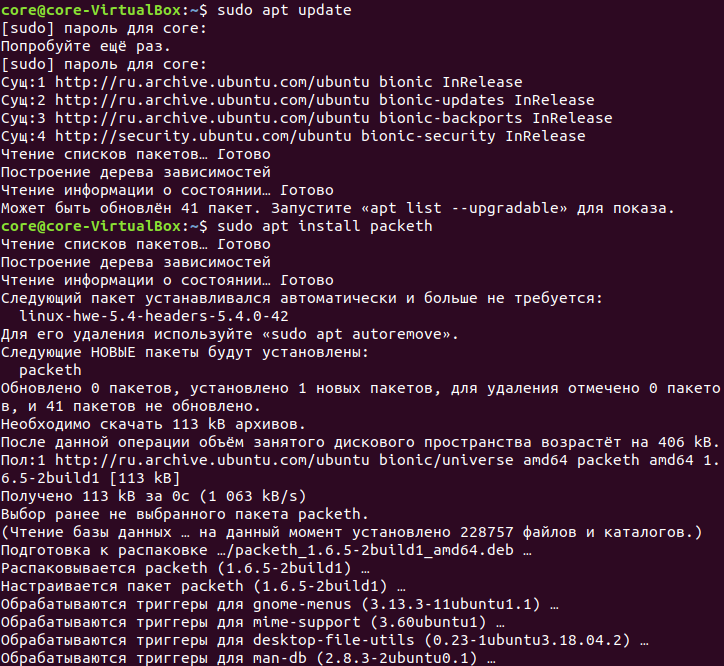 core@core-VirtualBox:~$ sudo apt update
[sudo] пароль для core:
Попробуйте ещё раз.
[sudo] пароль для core:
Сущ:1 http://ru.archive.ubuntu.com/ubuntu bionic InRelease
Сущ:2 http://ru.archive.ubuntu.com/ubuntu bionic-updates InRelease
Сущ:3 http://ru.archive.ubuntu.com/ubuntu bionic-backports InRelease
Сущ:4 http://security.ubuntu.com/ubuntu bionic-security InRelease
Чтение списков пакетов… Готово
Построение дерева зависимостей
Чтение информации о состоянии… Готово
Может быть обновлён 41 пакет. Запустите «apt list --upgradable» для показа.
core@core-VirtualBox:~$ sudo apt install packeth
Чтение списков пакетов… Готово
Построение дерева зависимостей
Чтение информации о состоянии… Готово
Следующий пакет устанавливался автоматически и больше не требуется:
  linux-hwe-5.4-headers-5.4.0-42
Для его удаления используйте «sudo apt autoremove».
Следующие НОВЫЕ пакеты будут установлены:
  packeth
Обновлено 0 пакетов, установлено 1 новых пакетов, для удаления отмечено 0 пакето
в, и 41 пакетов не обновлено.
Необходимо скачать 113 kB архивов.
После данной операции объём занятого дискового пространства возрастёт на 406 kB.
Пол:1 http://ru.archive.ubuntu.com/ubuntu bionic/universe amd64 packeth amd64 1.
6.5-2build1 [113 kB]
Получено 113 kB за 0с (1 063 kB/s)
Выбор ранее не выбранного пакета packeth.
(Чтение базы данных … на данный момент установлено 228757 файлов и каталогов.)
Подготовка к распаковке …/packeth_1.6.5-2build1_amd64.deb …
Распаковывается packeth (1.6.5-2build1) …
Настраивается пакет packeth (1.6.5-2build1) …
Обрабатываются триггеры для gnome-menus (3.13.3-11ubuntu1.1) …
Обрабатываются триггеры для mime-support (3.60ubuntu1) …
Обрабатываются триггеры для desktop-file-utils (0.23-1ubuntu3.18.04.2) …
Обрабатываются триггеры для man-db (2.8.3-2ubuntu0.1) …